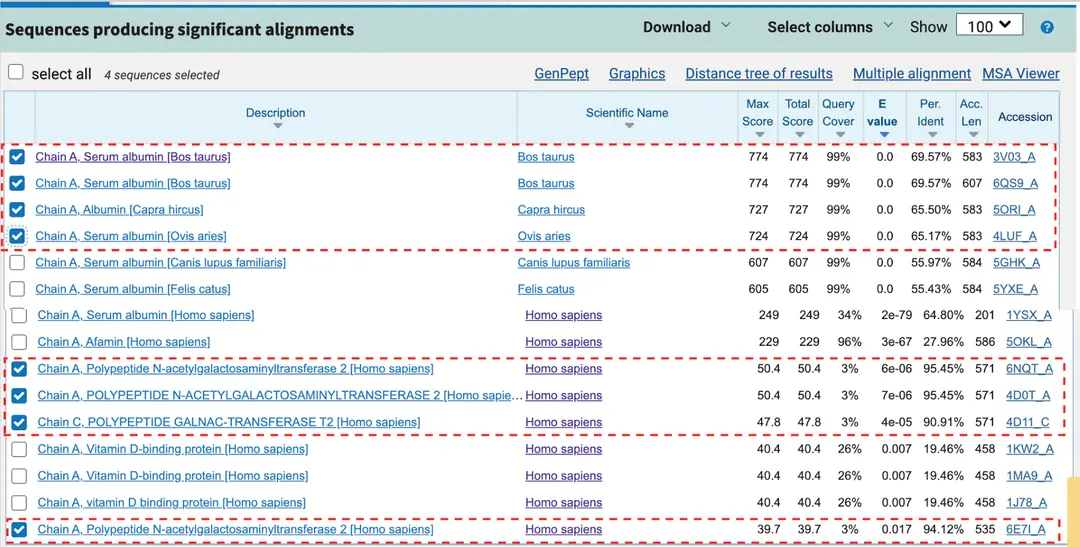 Sequences producing significant alignments Download Select columns Show 100 ?
select all 4 sequences selected GenPept Graphics Distance tree of results Multiple alignment MSA Viewer
Description Scientific Name Max Score Total Score Query Cover E value Per. Ident Acc. Len Accession
Chain A, Serum albumin [Bos taurus] Bos taurus 774 774 99% 0.0 69.57% 583 3V03_A
Chain A, Serum albumin [Bos taurus] Bos taurus 774 774 99% 0.0 69.57% 607 6QS9_A
Chain A, Albumin [Capra hircus] Capra hircus 727 727 99% 0.0 65.50% 583 5ORI_A
Chain A, Serum albumin [Ovis aries] Ovis aries 724 724 99% 0.0 65.17% 583 4LUF_A
Chain A, Serum albumin [Canis lupus familiaris] Canis lupus familiaris 607 607 99% 0.0 55.97% 584 5GHK_A
Chain A, Serum albumin [Felis catus] Felis catus 605 605 99% 0.0 55.43% 584 5YXE_A
Chain A, Serum albumin [Homo sapiens] Homo sapiens 249 249 34% 2e-79 64.80% 201 1YSX_A
Chain A, Afamin [Homo sapiens] Homo sapiens 229 229 96% 3e-67 27.96% 586 5OKL_A
Chain A, Polypeptide N-acetylgalactosaminyltransferase 2 [Homo sapiens] Homo sapiens 50.4 50.4 3% 6e-06 95.45% 571 6NQT_A
Chain A, POLYPEPTIDE N-ACETYLGALACTOSAMINYLTRANSFERASE 2 [Homo sapie... Homo sapiens 50.4 50.4 3% 7e-06 95.45% 571 4D0T_A
Chain C, POLYPEPTIDE GALNAC-TRANSFERASE T2 [Homo sapiens] Homo sapiens 47.8 47.8 3% 4e-05 90.91% 571 4D11_C
Chain A, Vitamin D-binding protein [Homo sapiens] Homo sapiens 40.4 40.4 26% 0.007 19.46% 458 1KW2_A
Chain A, Vitamin D-binding protein [Homo sapiens] Homo sapiens 40.4 40.4 26% 0.007 19.46% 458 1MA9_A
Chain A, vitamin D binding protein [Homo sapiens] Homo sapiens 40.4 40.4 26% 0.007 19.46% 458 1J78_A
Chain A, Polypeptide N-acetylgalactosaminyltransferase 2 [Homo sapiens] Homo sapiens 39.7 39.7 3% 0.017 94.12% 535 6E7I_A